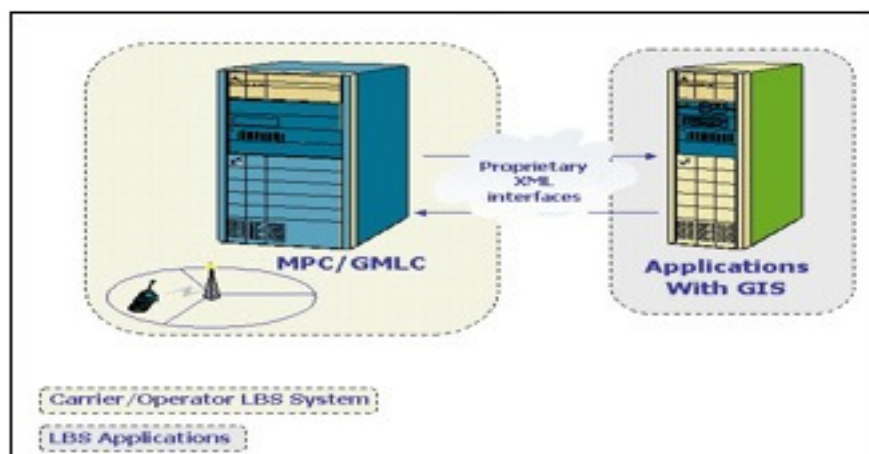 Proprietary
XML
interfaces
MPC/GMLC
Applications
With GIS
Carrier/Operator LBS System
LBS Applications